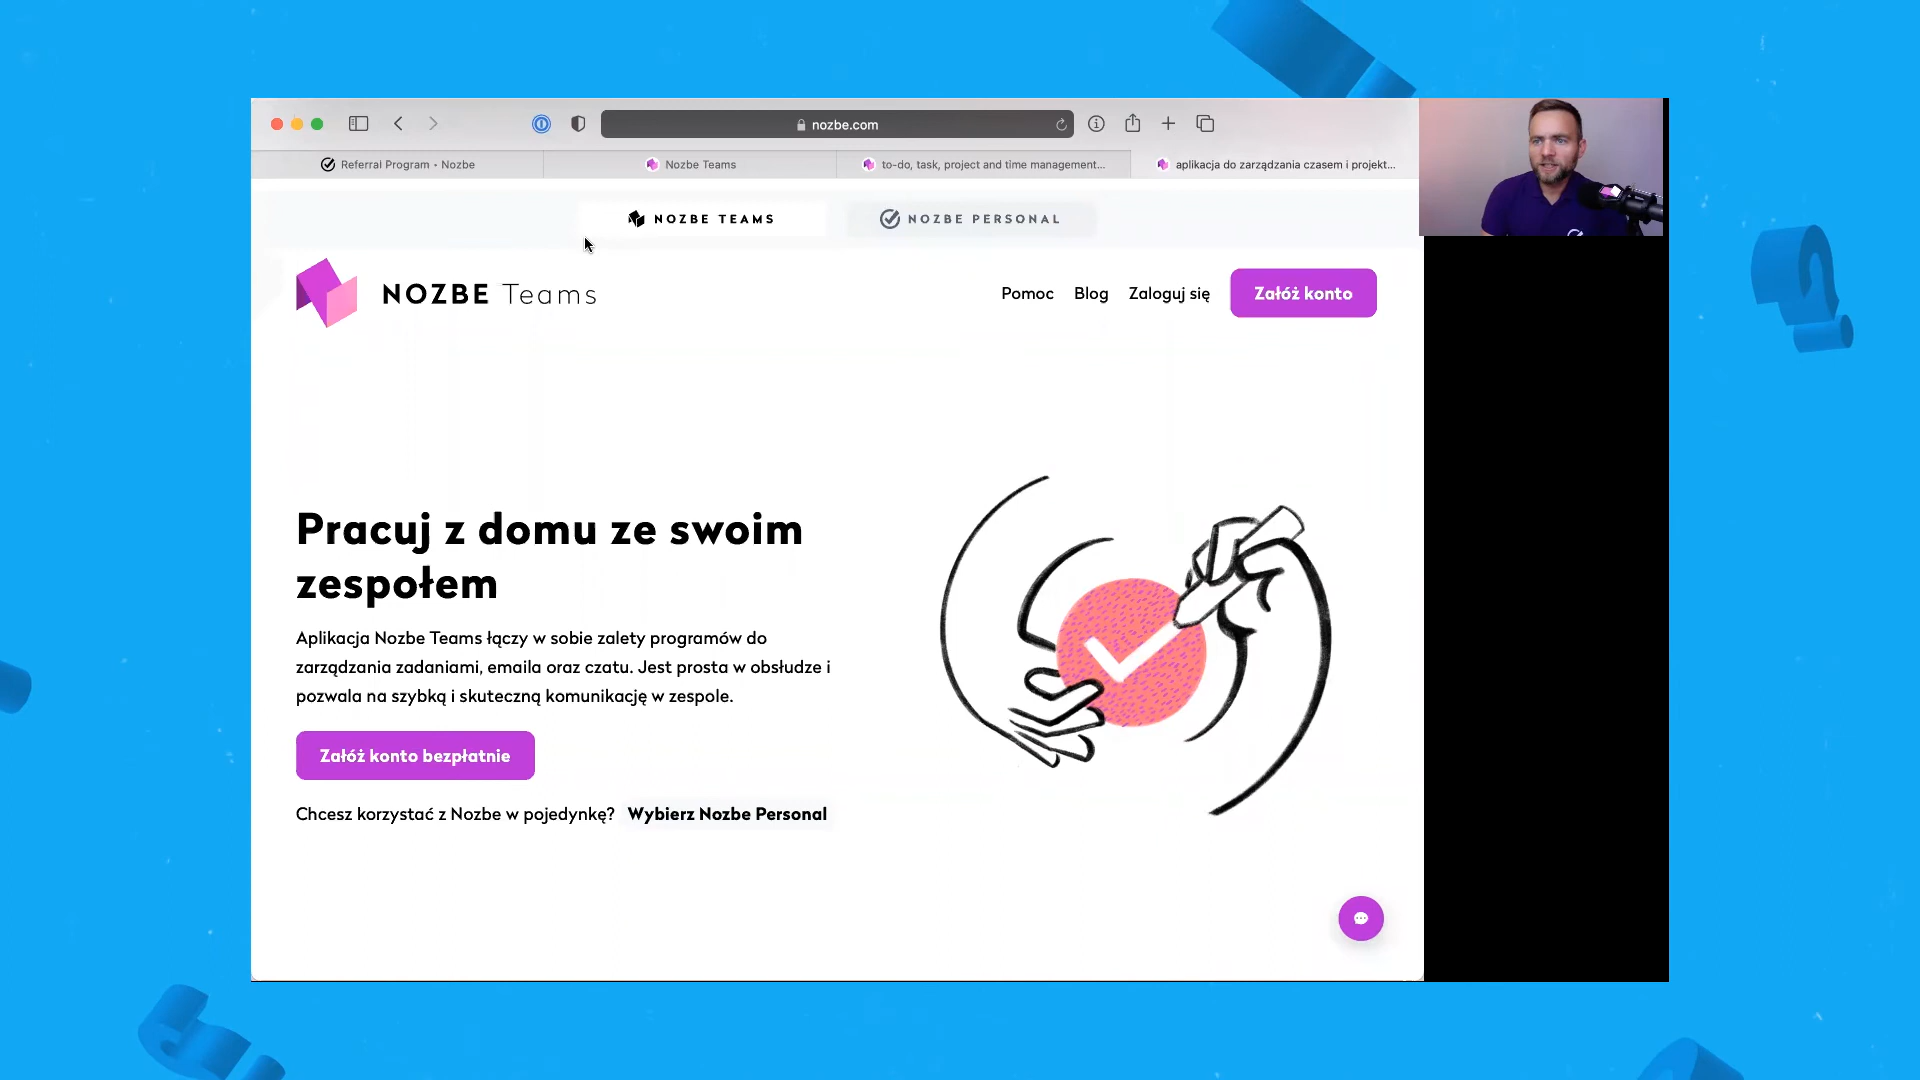 nozbe.com
Referral Program • Nozbe
Nozbe Teams
to-do, task, project and time management...
aplikacja do zarządzania czasem i projekt...
NOZBE TEAMS
NOZBE PERSONAL
NOZBE Teams
Pomoc
Blog
Zaloguj się
Załóż konto
Pracuj z domu ze swoim
zespołem
Aplikacja Nozbe Teams łączy w sobie zalety programów do
zarządzania zadaniami, emaila oraz czatu. Jest prosta w obsłudze i
pozwala na szybką i skuteczną komunikację w zespole.
Załóż konto bezpłatnie
Chcesz korzystać z Nozbe w pojedynkę? Wybierz Nozbe Personal